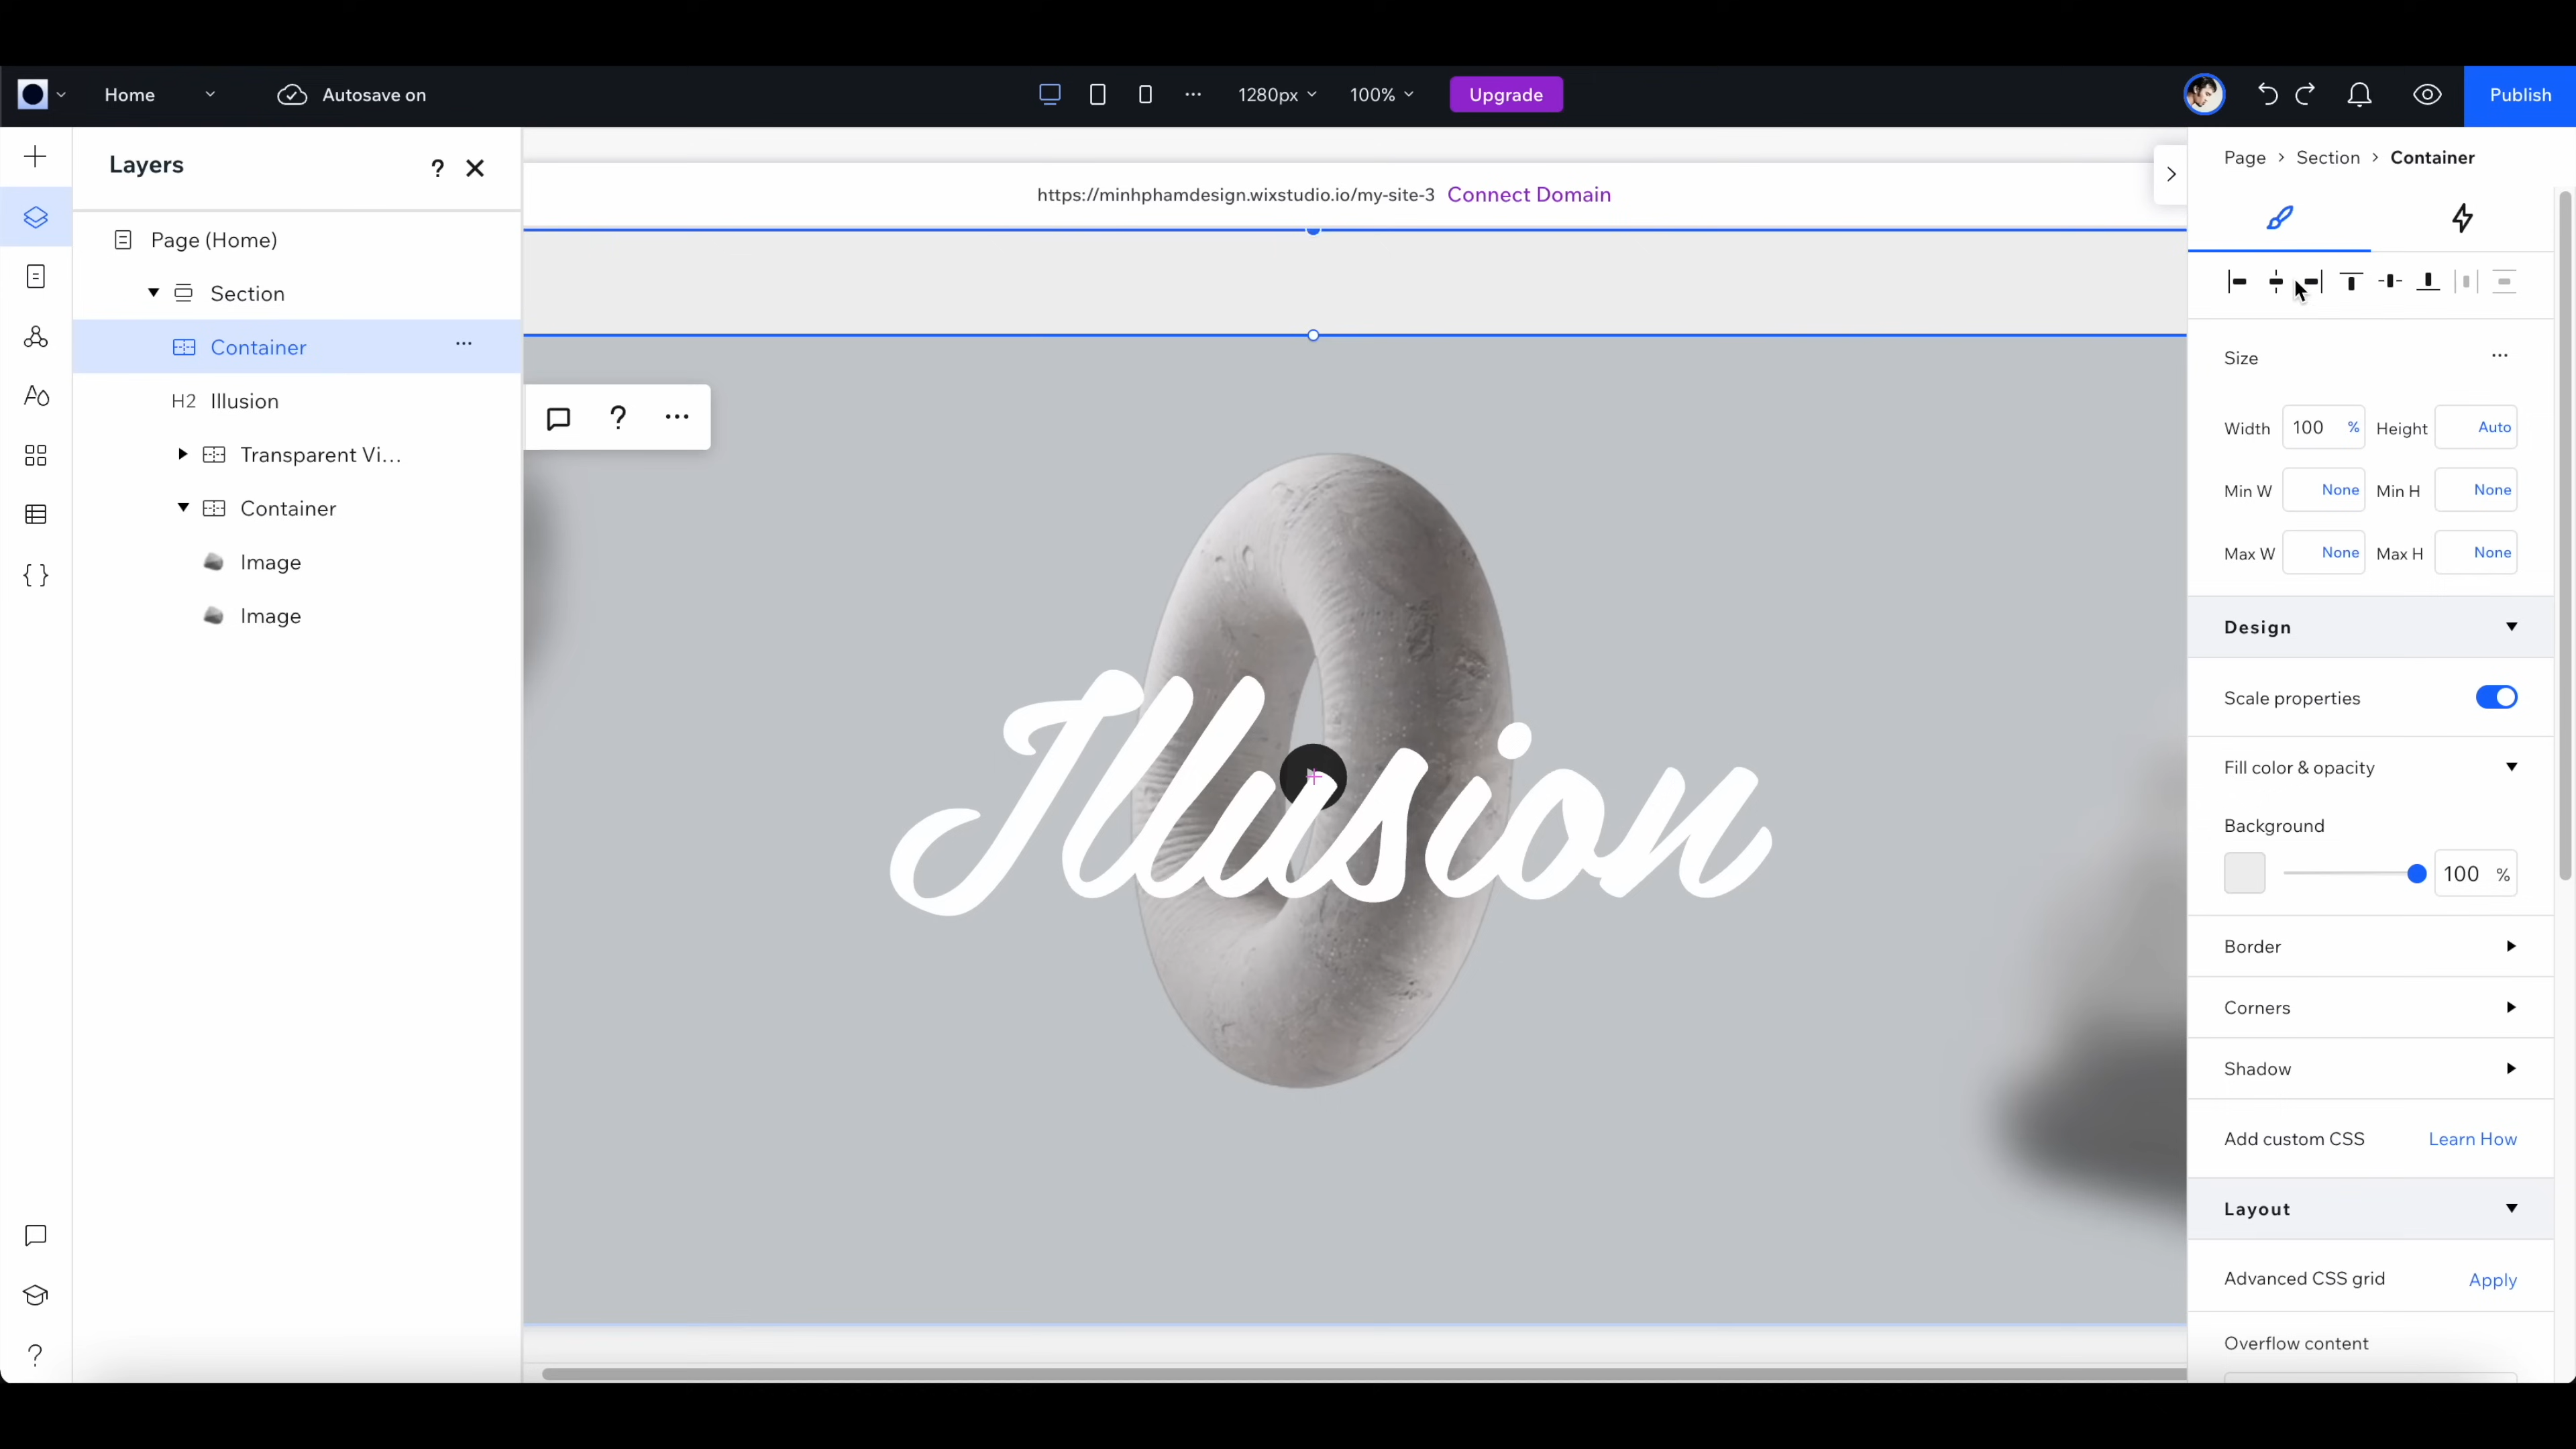 Home
Autosave on
1280px
100%
Upgrade
Publish
Layers
?
Page (Home)
Section
Container
H2 Illusion
Transparent Vi...
Container
Image
Image
?
https://minhphamdesign.wixstudio.io/my-site-3 Connect Domain
?
Illusion
Page > Section > Container
Size
Width 100 % Height Auto
Min W None Min H None
Max W None Max H None
Design
Scale properties
Fill color & opacity
Background
100 %
Border
Corners
Shadow
Add custom CSS Learn How
Layout
Advanced CSS grid Apply
Overflow content